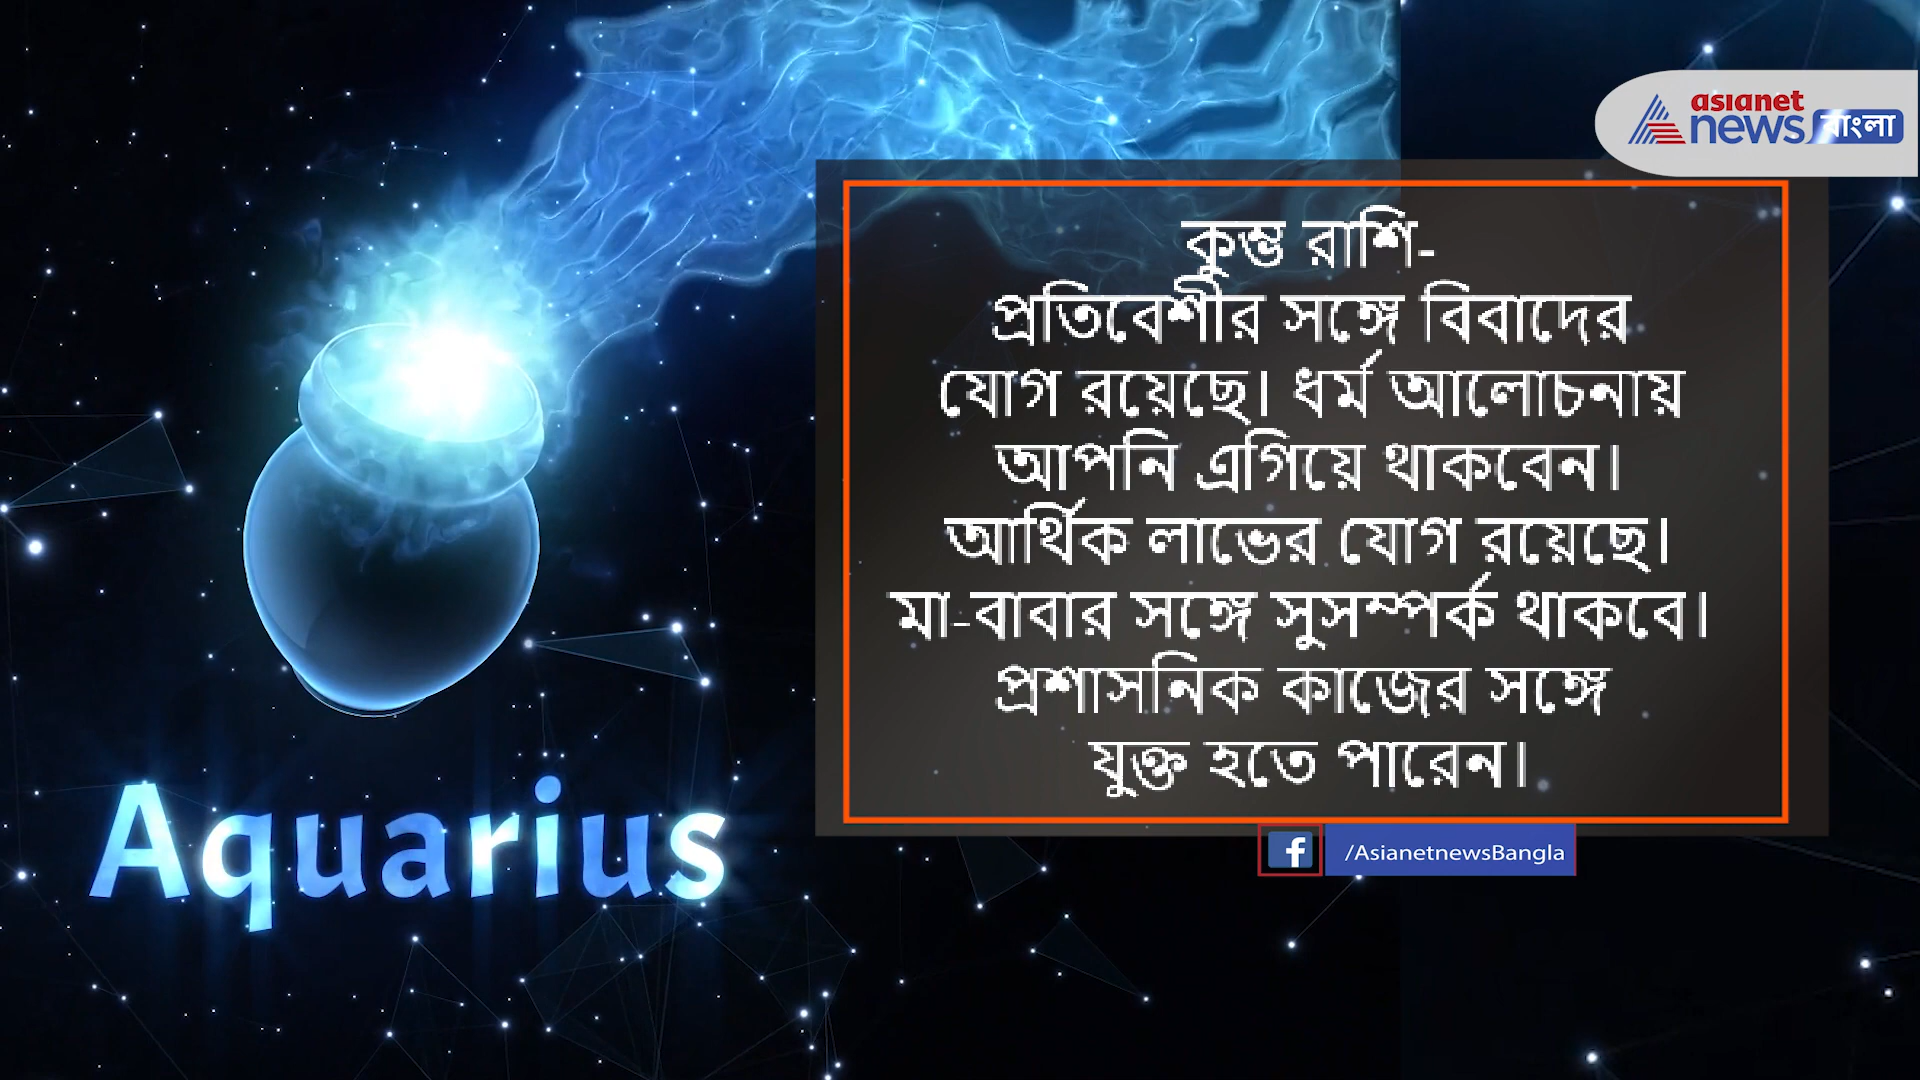 asianet
news বাংলা
কুম্ভ রাশি-
প্রতিবেশীর সঙ্গে বিবাদের
যোগ রয়েছে। ধর্ম আলোচনায়
আপনি এগিয়ে থাকবেন।
আর্থিক লাভের যোগ রয়েছে।
মা-বাবার সঙ্গে সুসম্পর্ক থাকবে।
প্রশাসনিক কাজের সঙ্গে
যুক্ত হতে পারেন।
Aquarius
f /AsianetnewsBangla